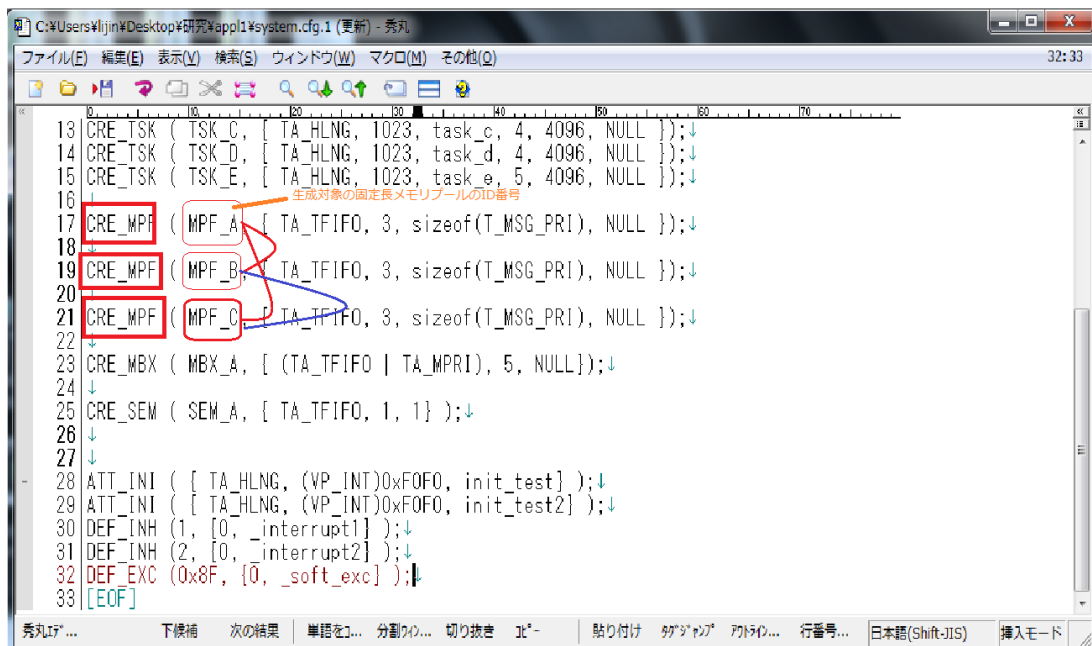 C:¥Users¥lijin¥Desktop¥研究¥appl1¥system.cfg.1 (更新) - 秀丸
ファイル(F) 編集(E) 表示(V) 検索(S) ウィンドウ(W) マクロ(M) その他(O) 32:33
0 10 20 30 40 50 60 70
13 CRE_TSK ( TSK_C, { TA_HLNG, 1023, task_c, 4, 4096, NULL });↓
14 CRE_TSK ( TSK_D, { TA_HLNG, 1023, task_d, 4, 4096, NULL });↓
15 CRE_TSK ( TSK_E, { TA_HLNG, 1023, task_e, 5, 4096, NULL });↓
生成対象の固定長メモリプールのID番号
16 ↓
17 CRE_MPF ( MPF_A, { TA_TFIFO, 3, sizeof(T_MSG_PRI), NULL });↓
18 ↓
19 CRE_MPF ( MPF_B, { TA_TFIFO, 3, sizeof(T_MSG_PRI), NULL });↓
20 ↓
21 CRE_MPF ( MPF_C, { TA_TFIFO, 3, sizeof(T_MSG_PRI), NULL });↓
22 ↓
23 CRE_MBX ( MBX_A, { (TA_TFIFO | TA_MPRI), 5, NULL});↓
24 ↓
25 CRE_SEM ( SEM_A, { TA_TFIFO, 1, 1} );↓
26 ↓
27 ↓
28 ATT_INI ( { TA_HLNG, (VP_INT)0xF0F0, init_test} );↓
29 ATT_INI ( { TA_HLNG, (VP_INT)0xF0F0, init_test2} );↓
30 DEF_INH (1, {0, _interrupt1} );↓
31 DEF_INH (2, {0, _interrupt2} );↓
32 DEF_EXC (0x8F, {0, _soft_exc} );↓
33 [EOF]
秀丸ｴﾃﾞ... 下候補 次の結果 単語をｺ... 分割ｳｨﾝ... 切り抜き ｺﾋﾟｰ 貼り付け ﾀｸﾞｼﾞｬﾝﾌﾟ ｱｳﾄﾗｲﾝ... 行番号... 日本語(Shift-JIS) 挿入モード